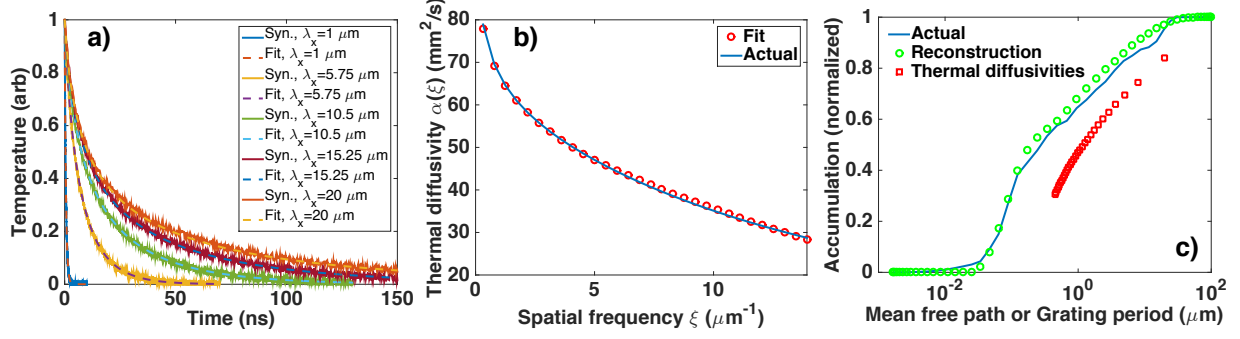 a)
Syn., λx=1 μm
Fit, λx=1 μm
Syn., λx=5.75 μm
Fit, λx=5.75 μm
Syn., λx=10.5 μm
Fit, λx=10.5 μm
Syn., λx=15.25 μm
Fit, λx=15.25 μm
Syn., λx=20 μm
Fit, λx=20 μm
Temperature (arb)
1
0.8
0.6
0.4
0.2
0
0 50 100 150
Time (ns)
b)
Fit
Actual
Thermal diffusivity α(ξ) (mm²/s)
80
70
60
50
40
30
20
0 5 10
Spatial frequency ξ (μm⁻¹)
Actual
Reconstruction
Thermal diffusivities
c)
Accumulation (normalized)
1
0.8
0.6
0.4
0.2
0
10⁻² 10⁰ 10²
Mean free path or Grating period (μm)